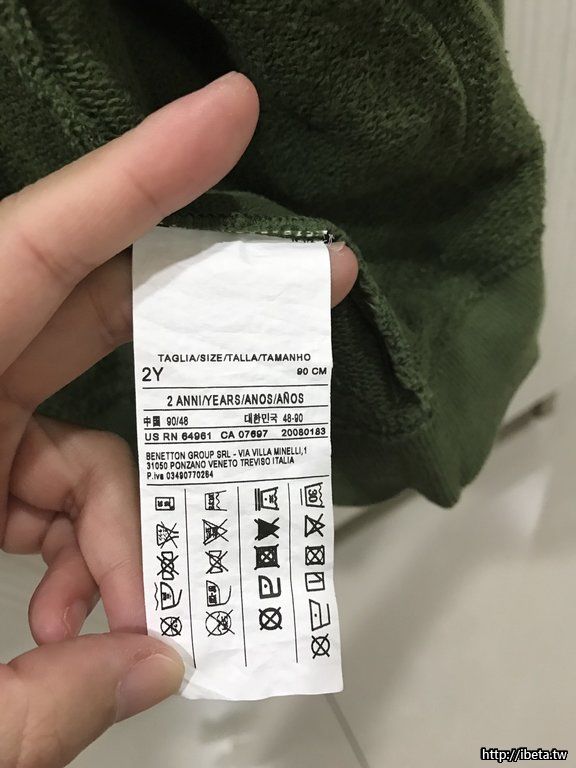 TAGLIA/SIZE/TALLA/TAMANHO
2Y 90 CM
2 ANNI/YEARS/ANOS/AÑOS
中国 90/48 대한민국 48-90
US RN 64961 CA 07697 20080183
BENETTON GROUP SRL - VIA VILLA MINELLI,1
31050 PONZANO VENETO TREVISO ITALIA
P.iva 03490770264
30
http://ibeta.tw